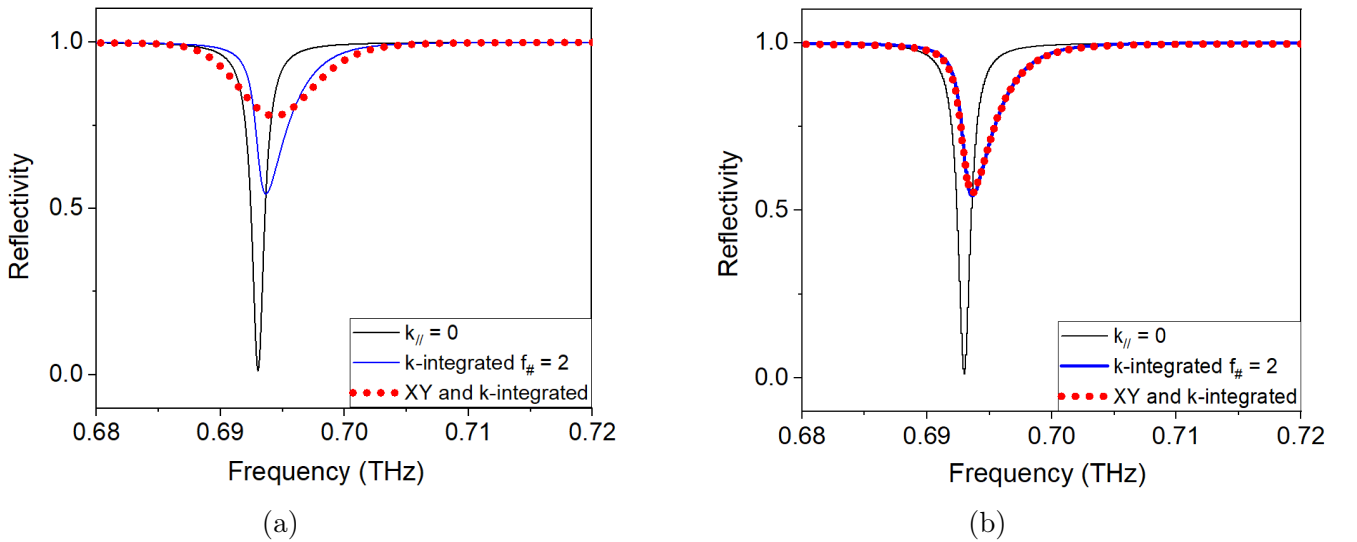 1.0
0.5
0.0
Reflectivity
k// = 0
k-integrated f# = 2
XY and k-integrated
0.68 0.69 0.70 0.71 0.72
Frequency (THz)
(a)
1.0
0.5
0.0
Reflectivity
k// = 0
k-integrated f# = 2
XY and k-integrated
0.68 0.69 0.70 0.71 0.72
Frequency (THz)
(b)